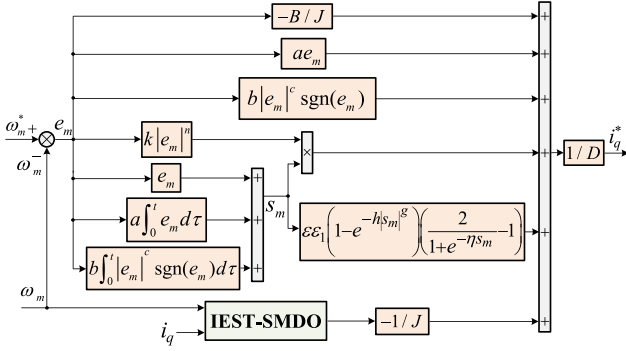 −B/J +
ae_m +
b|e_m|^c sgn(e_m) +
ω_m^* + e_m k|e_m|^n × + 1/D i_q^*
ω_m^−
e_m +
s_m
a∫_0^t e_m dτ +
εε_1(1−e^{−h|s_m|^g})(2/(1+e^{−ηs_m})−1) +
b∫_0^t |e_m|^c sgn(e_m)dτ +
ω_m
i_q IEST-SMDO −1/J +